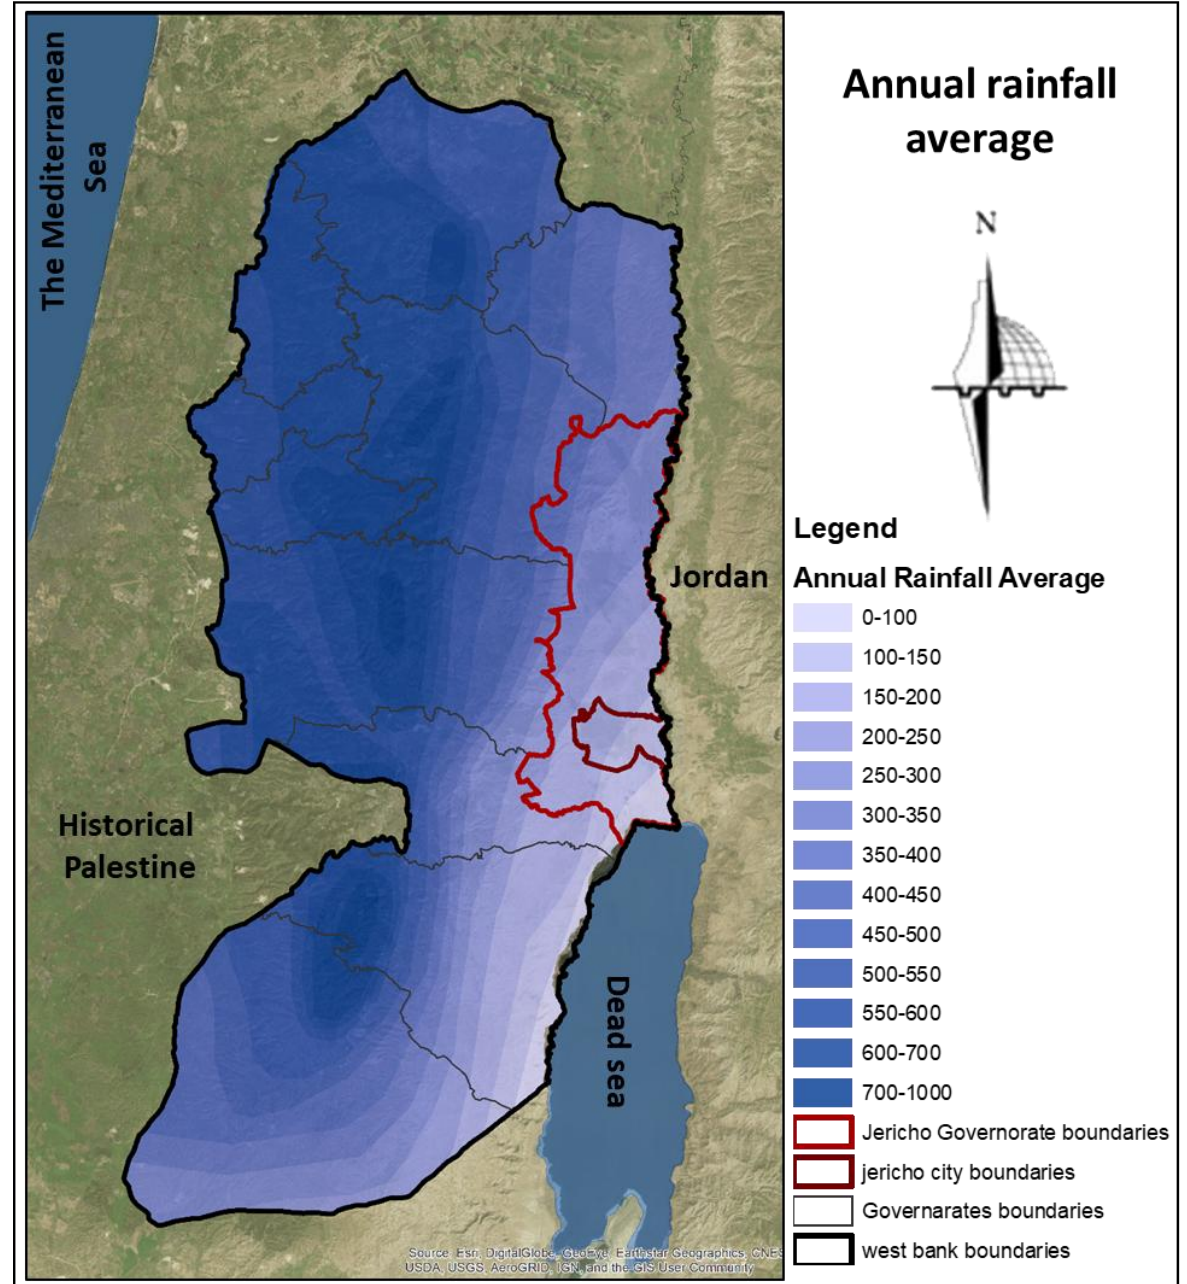 The Mediterranean
Sea
Annual rainfall
average
N
Jordan
Historical
Palestine
Dead sea
Legend
Annual Rainfall Average
0-100
100-150
150-200
200-250
250-300
300-350
350-400
400-450
450-500
500-550
550-600
600-700
700-1000
Jericho Governorate boundaries
jericho city boundaries
Governarates boundaries
west bank boundaries
Source: Esri, DigitalGlobe, GeoEye, Earthstar Geographics, CNES
USDA, USGS, AeroGRID, IGN, and the GIS User Community